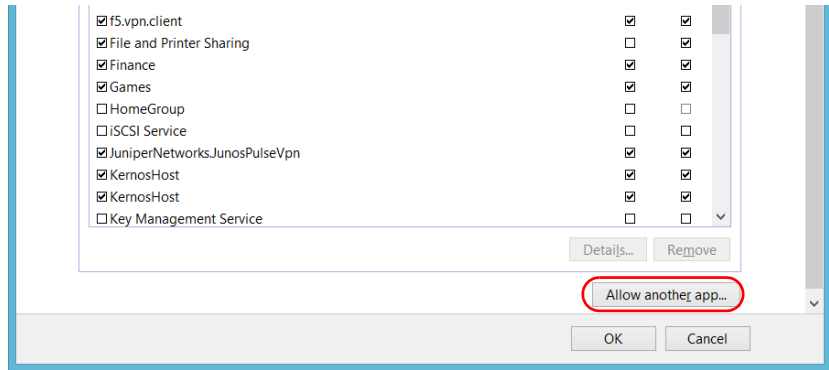 f5.vpn.client
File and Printer Sharing
Finance
Games
HomeGroup
iSCSI Service
JuniperNetworks.JunosPulseVpn
KernosHost
KernosHost
Key Management Service
Details... Remove
Allow another app...
OK Cancel